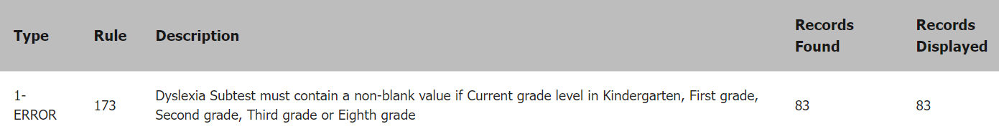 Type Rule Description Records Found Records Displayed
1-ERROR 173 Dyslexia Subtest must contain a non-blank value if Current grade level in Kindergarten, First grade,
Second grade, Third grade or Eighth grade 83 83